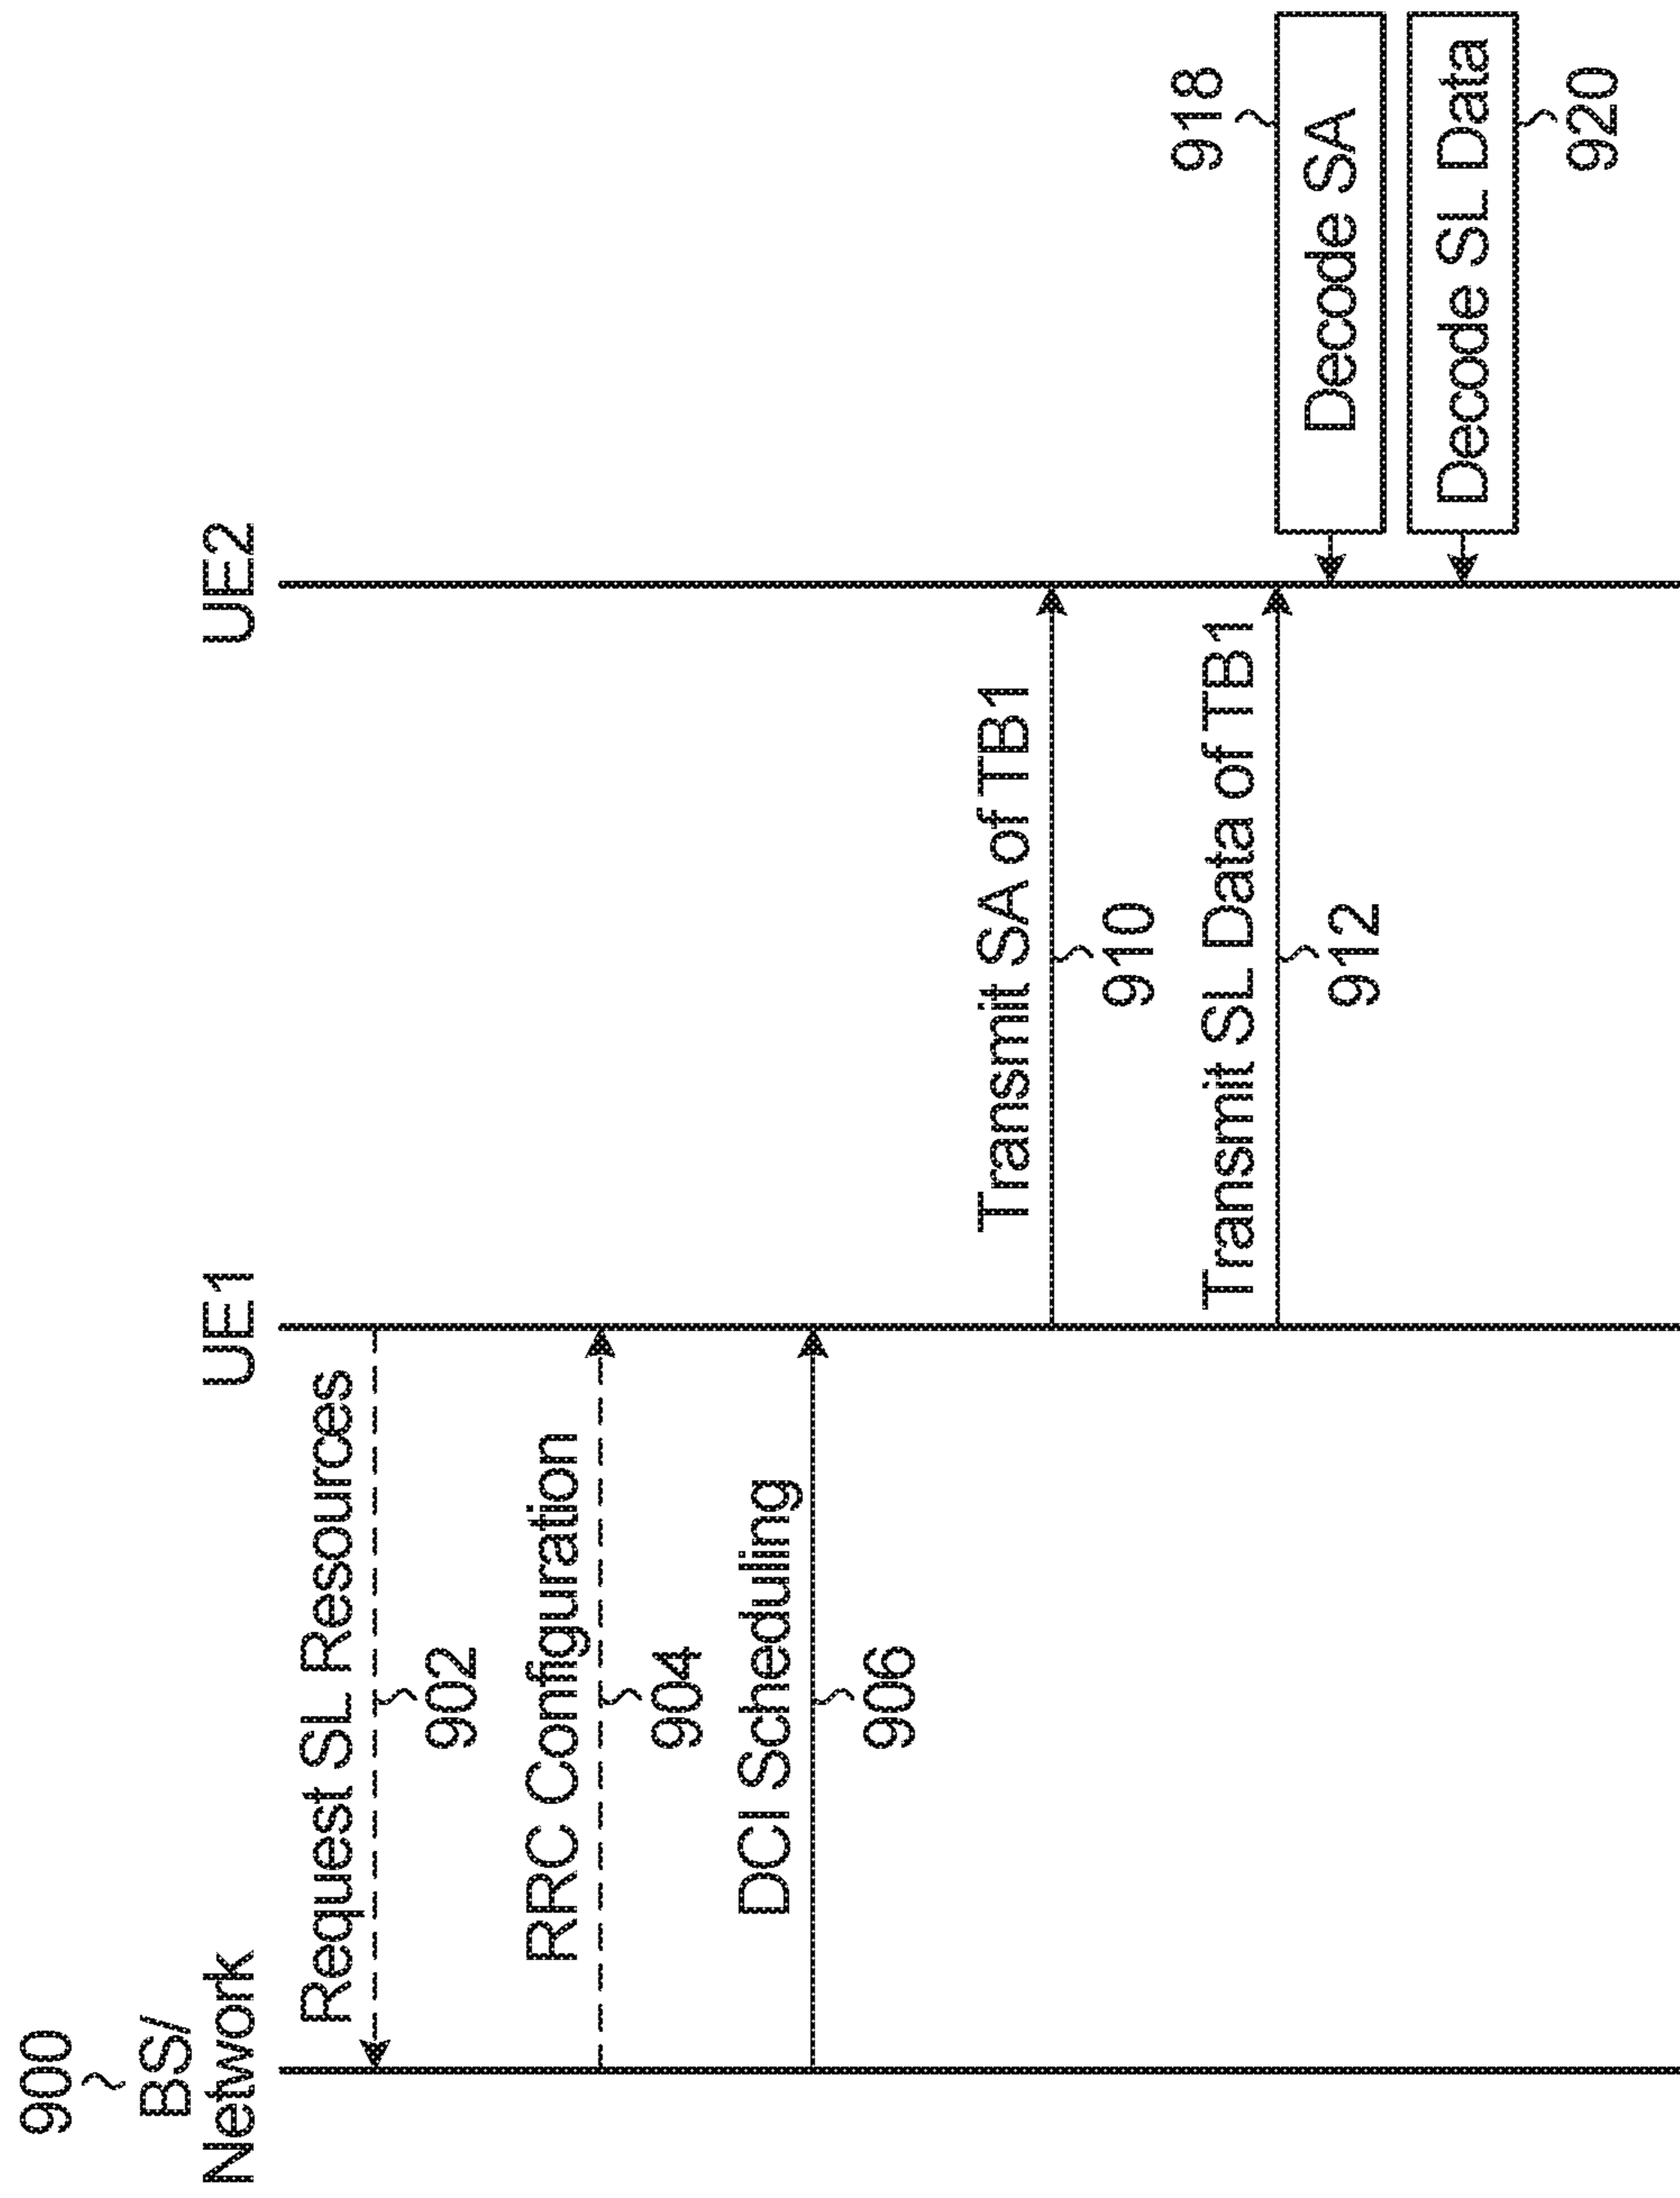 900
BS/
Network
UE1
UE2
Request SL Resources
902
RRC Configuration
904
DCI Scheduling
906
Transmit SA of TB1
910
Transmit SL Data of TB1
912
918
Decode SA
Decode SL Data
920